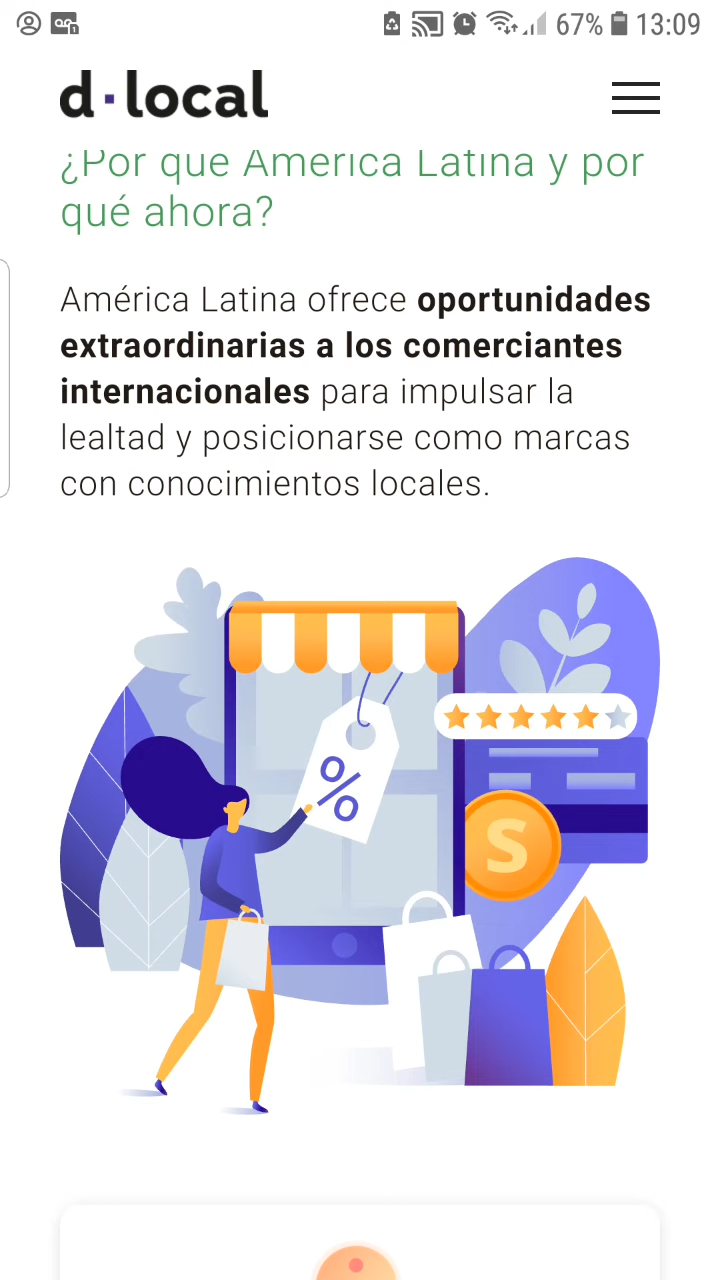 67% 13:09
d·local
¿Por que America Latina y por
qué ahora?
América Latina ofrece oportunidades
extraordinarias a los comerciantes
internacionales para impulsar la
lealtad y posicionarse como marcas
con conocimientos locales.
%
S